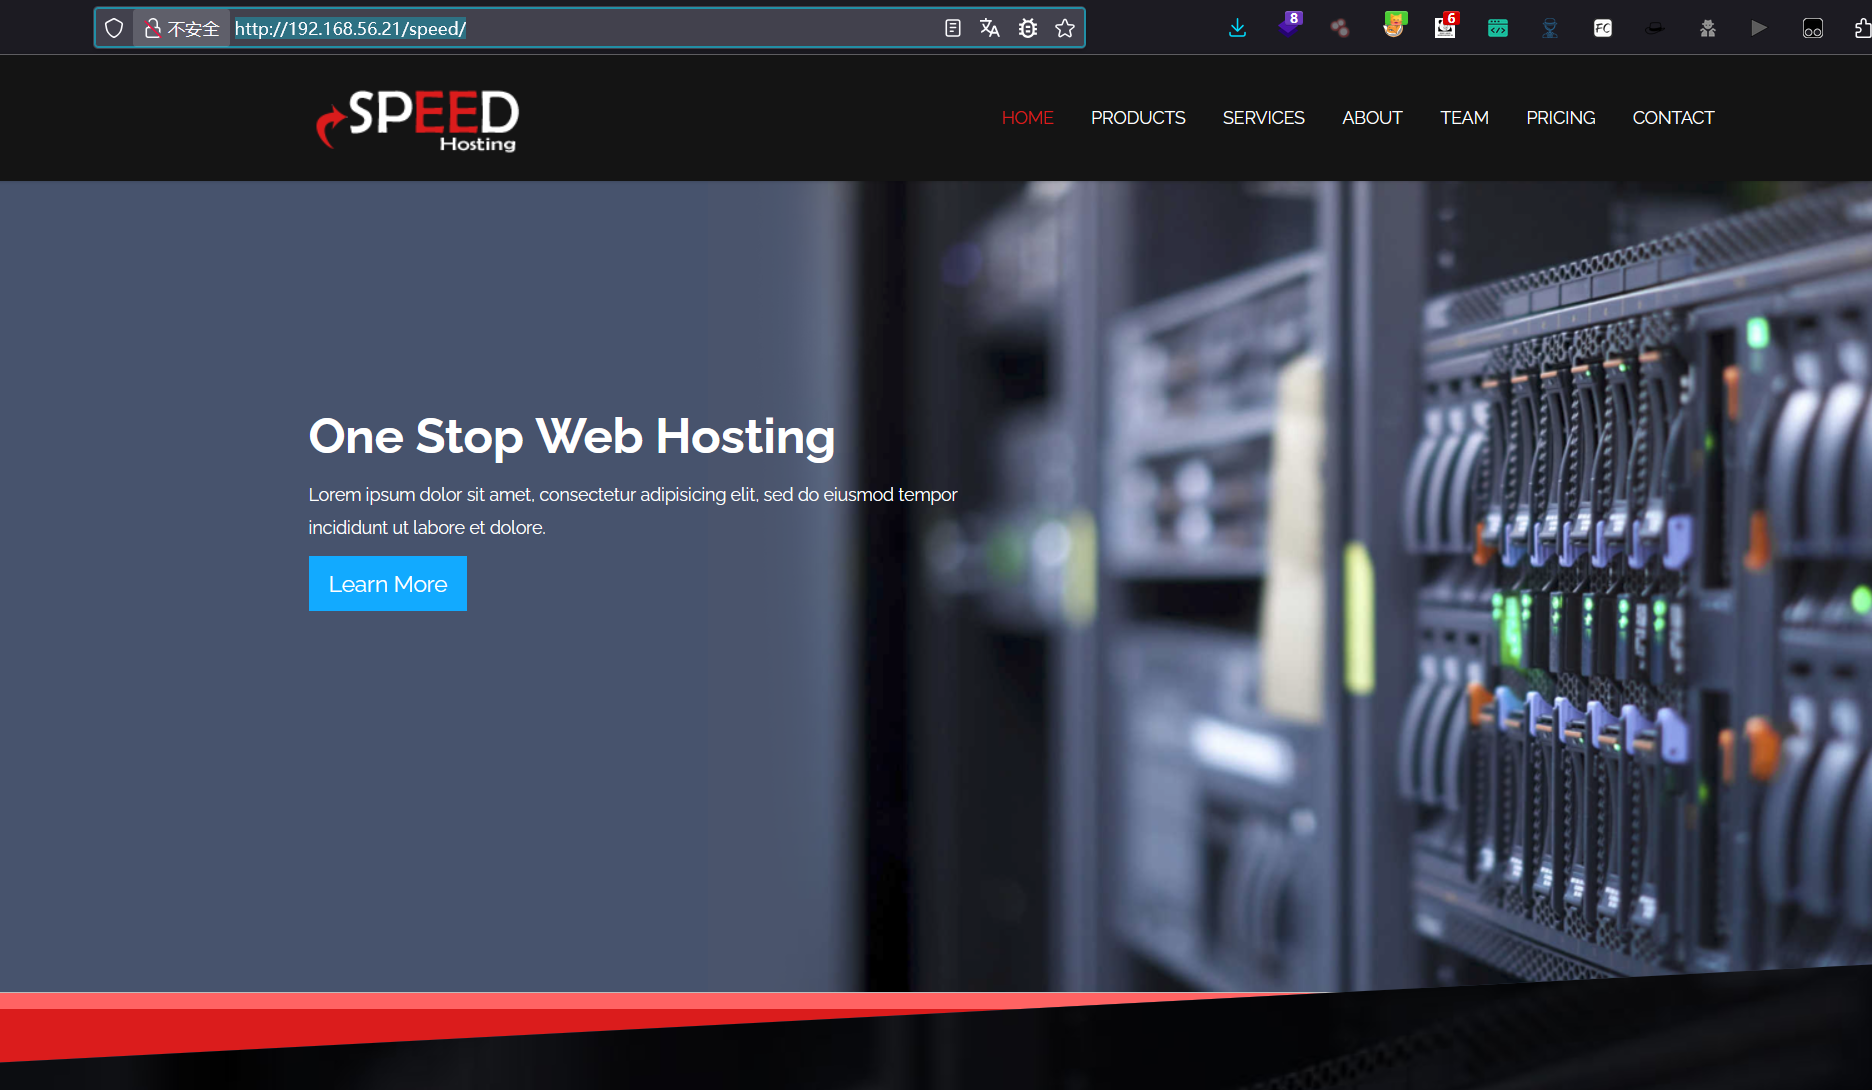 不安全 http://192.168.56.21/speed/
8
6
FC
SPEED
Hosting
HOME PRODUCTS SERVICES ABOUT TEAM PRICING CONTACT
One Stop Web Hosting
Lorem ipsum dolor sit amet, consectetur adipisicing elit, sed do eiusmod tempor
incididunt ut labore et dolore.
Learn More